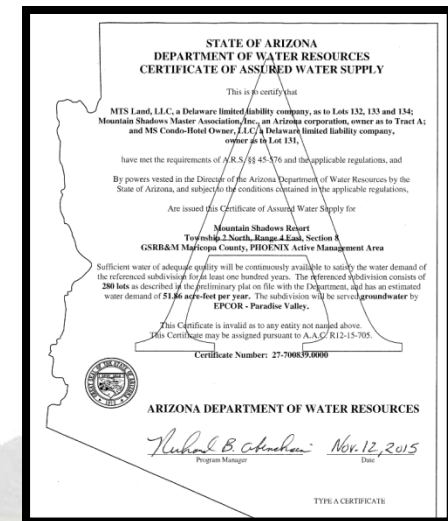 STATE OF ARIZONA
DEPARTMENT OF WATER RESOURCES
CERTIFICATE OF ASSURED WATER SUPPLY
This is to certify that
MTS Land, LLC, a Delaware limited liability company, as to Lots 132, 133 and 134;
Mountain Shadows Master Association, Inc., an Arizona corporation, owner as to Tract A;
and MS Condo-Hotel Owner, LLC, a Delaware limited liability company,
owner as to Lot 131,
have met the requirements of A.R.S. §§ 45-576 and the applicable regulations, and
By powers vested in the Director of the Arizona Department of Water Resources by the
State of Arizona, and subject to the conditions contained in the applicable regulations,
Are issued this Certificate of Assured Water Supply for
Mountain Shadows Resort
Township 2 North, Range 4 East, Section 8
GSRB&M Maricopa County, PHOENIX Active Management Area
Sufficient water of adequate quality will be continuously available to satisfy the water demand of
the referenced subdivision for at least one hundred years. The referenced subdivision consists of
280 lots as described in the preliminary plat on file with the Department, and has an estimated
water demand of 51.86 acre-feet per year. The subdivision will be served groundwater by
EPCOR - Paradise Valley.
This Certificate is invalid as to any entity not named above.
This Certificate may be assigned pursuant to A.A.C. R12-15-705.
Certificate Number: 27-700839.0000
ARIZONA DEPARTMENT OF WATER RESOURCES
B. Nov. 12, 2015
Program Manager Date
TYPE A CERTIFICATE